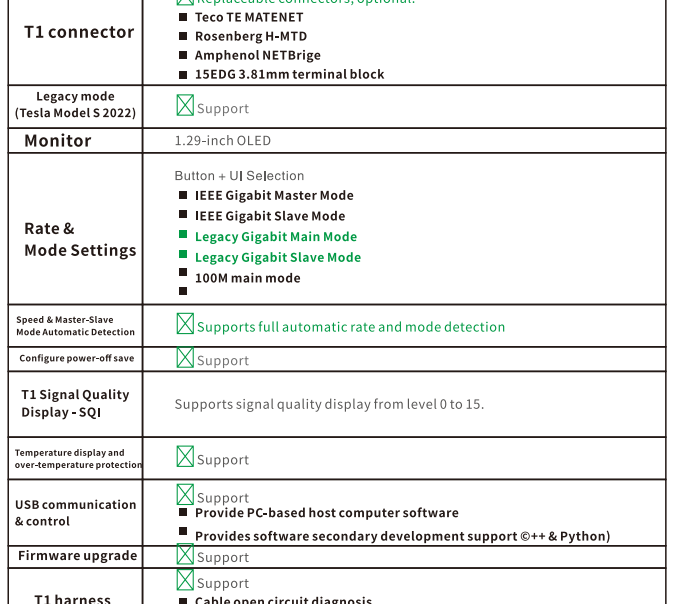 Replaceable connectors, optional:
T1 connector
Teco TE MATENET
Rosenberg H-MTD
Amphenol NETBrige
15EDG 3.81mm terminal block
Legacy mode
(Tesla Model S 2022)
Support
Monitor
1.29-inch OLED
Rate &
Mode Settings
Button + UI Selection
IEEE Gigabit Master Mode
IEEE Gigabit Slave Mode
Legacy Gigabit Main Mode
Legacy Gigabit Slave Mode
100M main mode
Speed & Master-Slave
Mode Automatic Detection
Supports full automatic rate and mode detection
Configure power-off save
Support
T1 Signal Quality
Display - SQI
Supports signal quality display from level 0 to 15.
Temperature display and
over-temperature protection
Support
USB communication
& control
Support
Provide PC-based host computer software
Provides software secondary development support ©++ & Python)
Firmware upgrade
Support
T1 harness
Support
Cable open circuit diagnosis